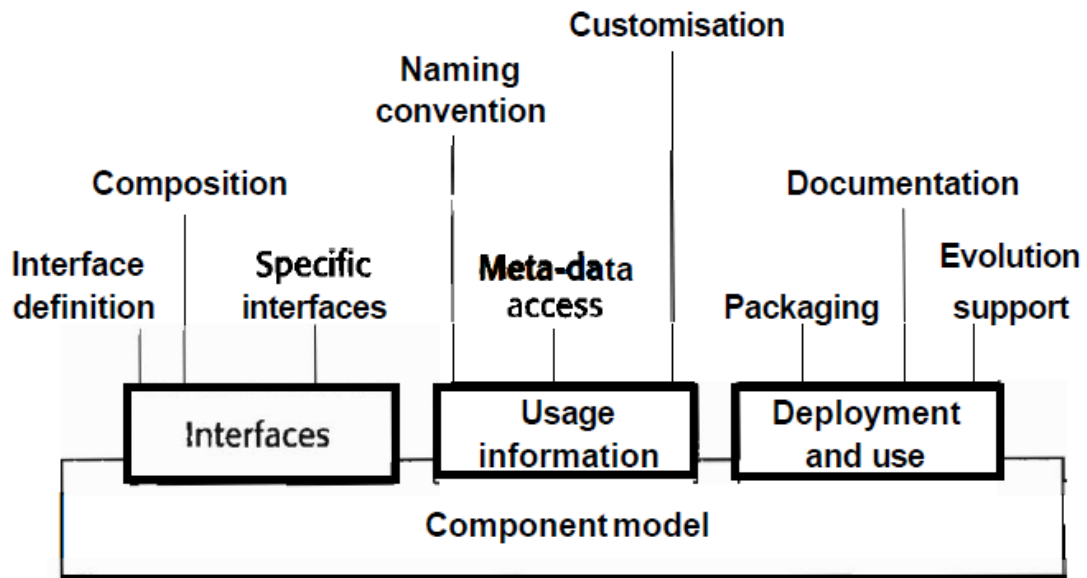 Customisation
Naming
convention
Composition
Documentation
Interface
definition
Specific
interfaces
Meta-data
access
Packaging
Evolution
support
Interfaces
Usage
information
Deployment
and use
Component model